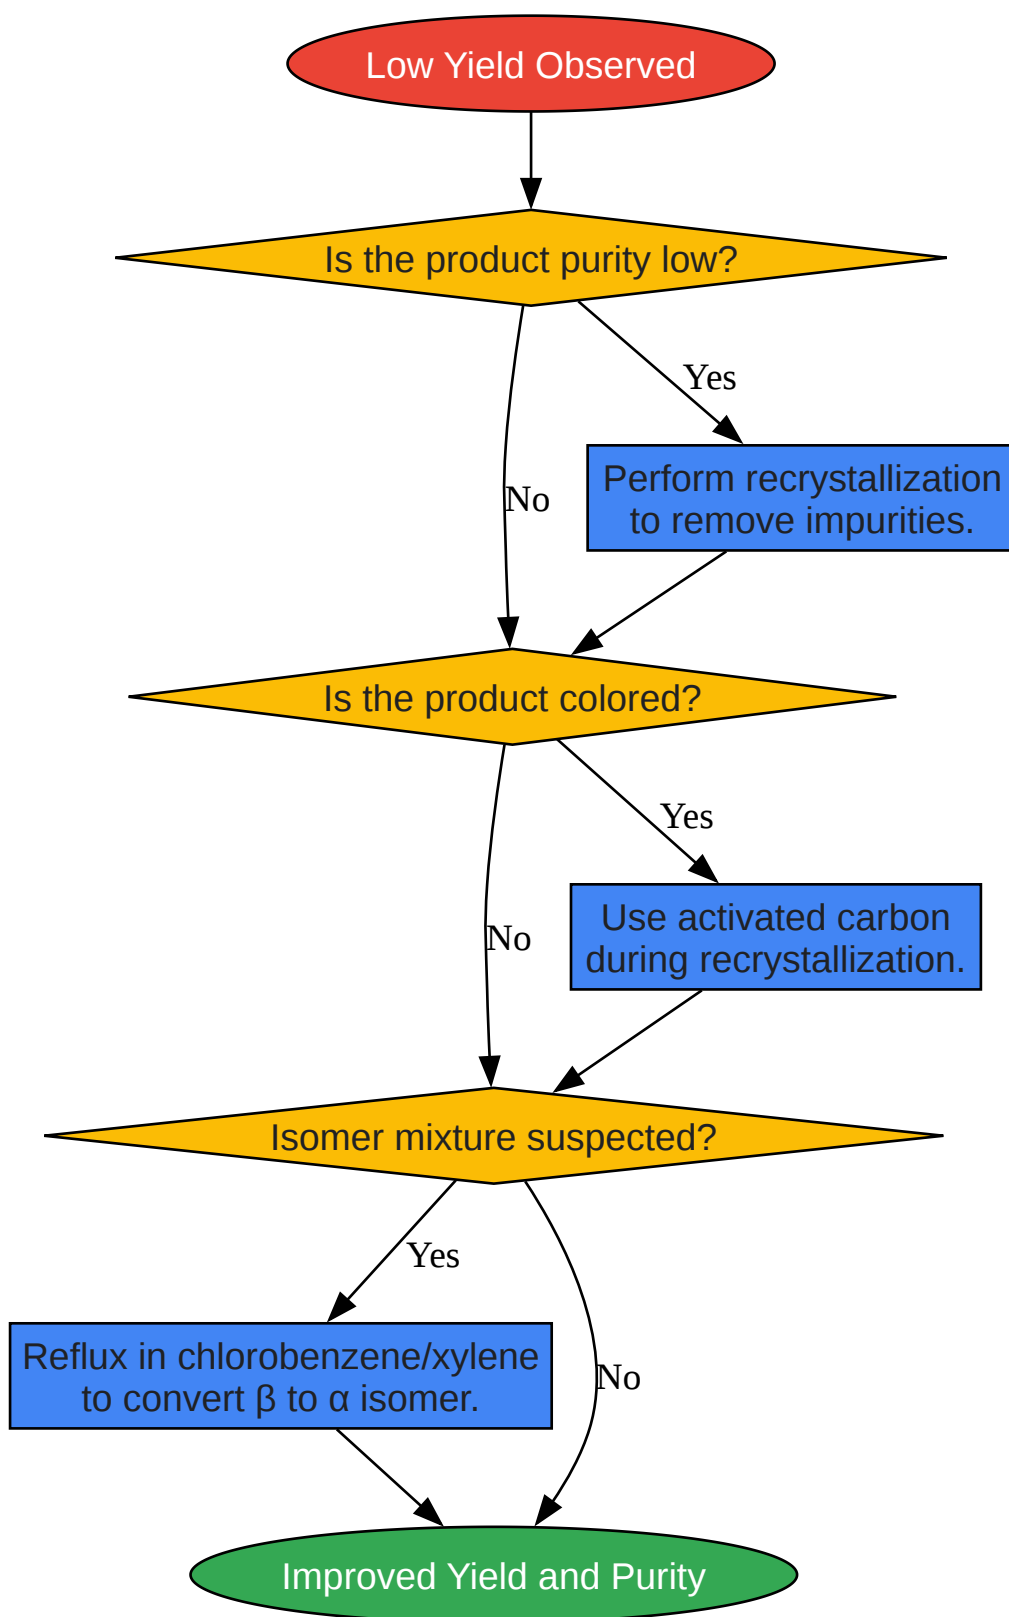 Low Yield Observed
Is the product purity low?
Yes
Perform recrystallization
to remove impurities.
No
Is the product colored?
Yes
Use activated carbon
during recrystallization.
No
Isomer mixture suspected?
Yes
Reflux in chlorobenzene/xylene
to convert β to α isomer.
No
Improved Yield and Purity